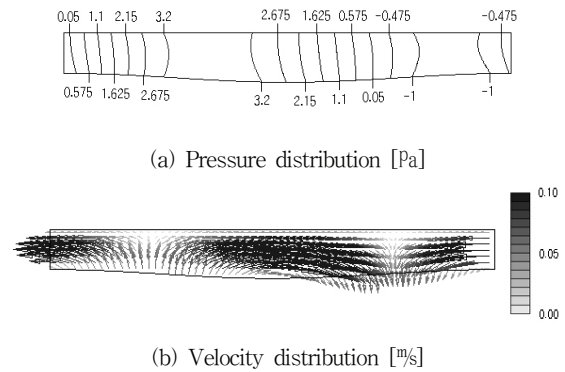 0.05 1.1 2.15 3.2 2.675 1.625 0.575 -0.475 -0.475
0.575 1.625 2.675 3.2 2.15 1.1 0.05 -1 -1
(a) Pressure distribution [Pa]
0.10
0.05
0.00
(b) Velocity distribution [m/s]